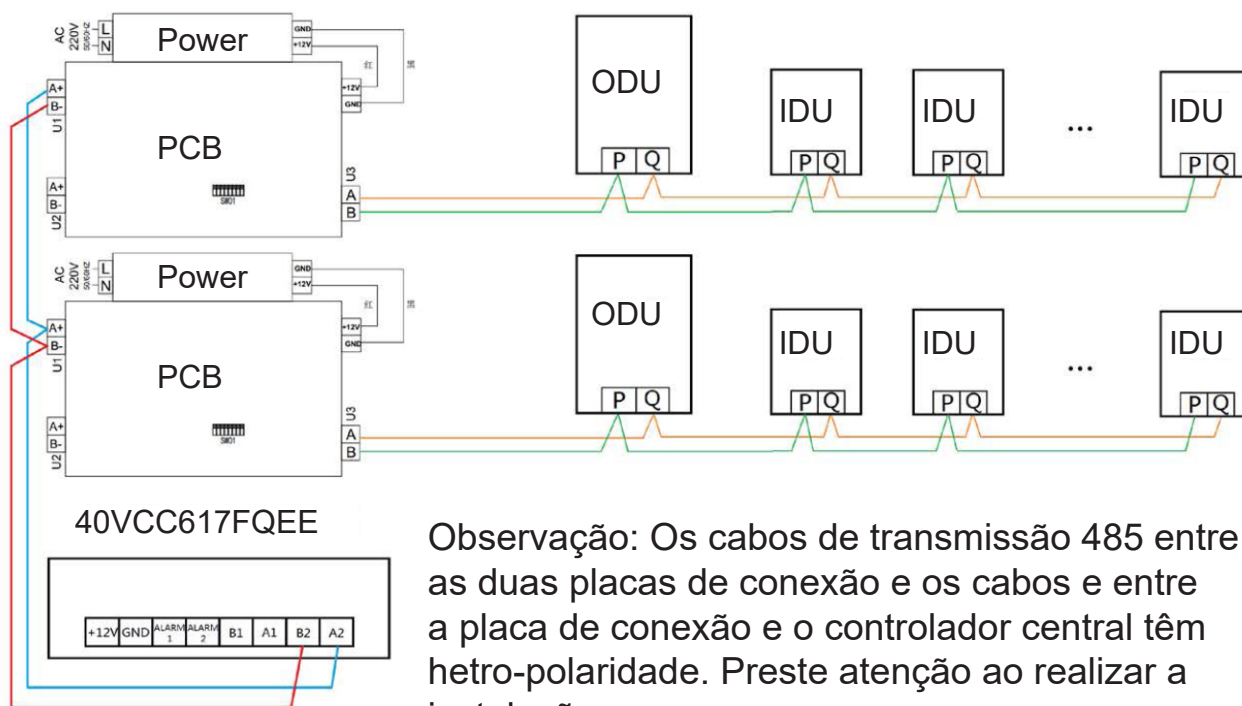 AC
220V
50/60HZ
L
N
Power
GND
+12V
红
A+
B-
U1
PCB
+12V
GND
A+
B-
U2
SW01
U3
A
B
ODU
P Q
IDU
P Q
IDU
P Q
...
IDU
P Q
AC
220V
50/60HZ
L
N
Power
GND
+12V
红
A+
B-
U1
PCB
+12V
GND
A+
B-
U2
SW01
U3
A
B
ODU
P Q
IDU
P Q
IDU
P Q
...
IDU
P Q
40VCC617FQEE
+12V GND ALARM 1 ALARM 2 B1 A1 B2 A2
Observação: Os cabos de transmissão 485 entre
as duas placas de conexão e os cabos e entre
a placa de conexão e o controlador central têm
hetro-polaridade. Preste atenção ao realizar a